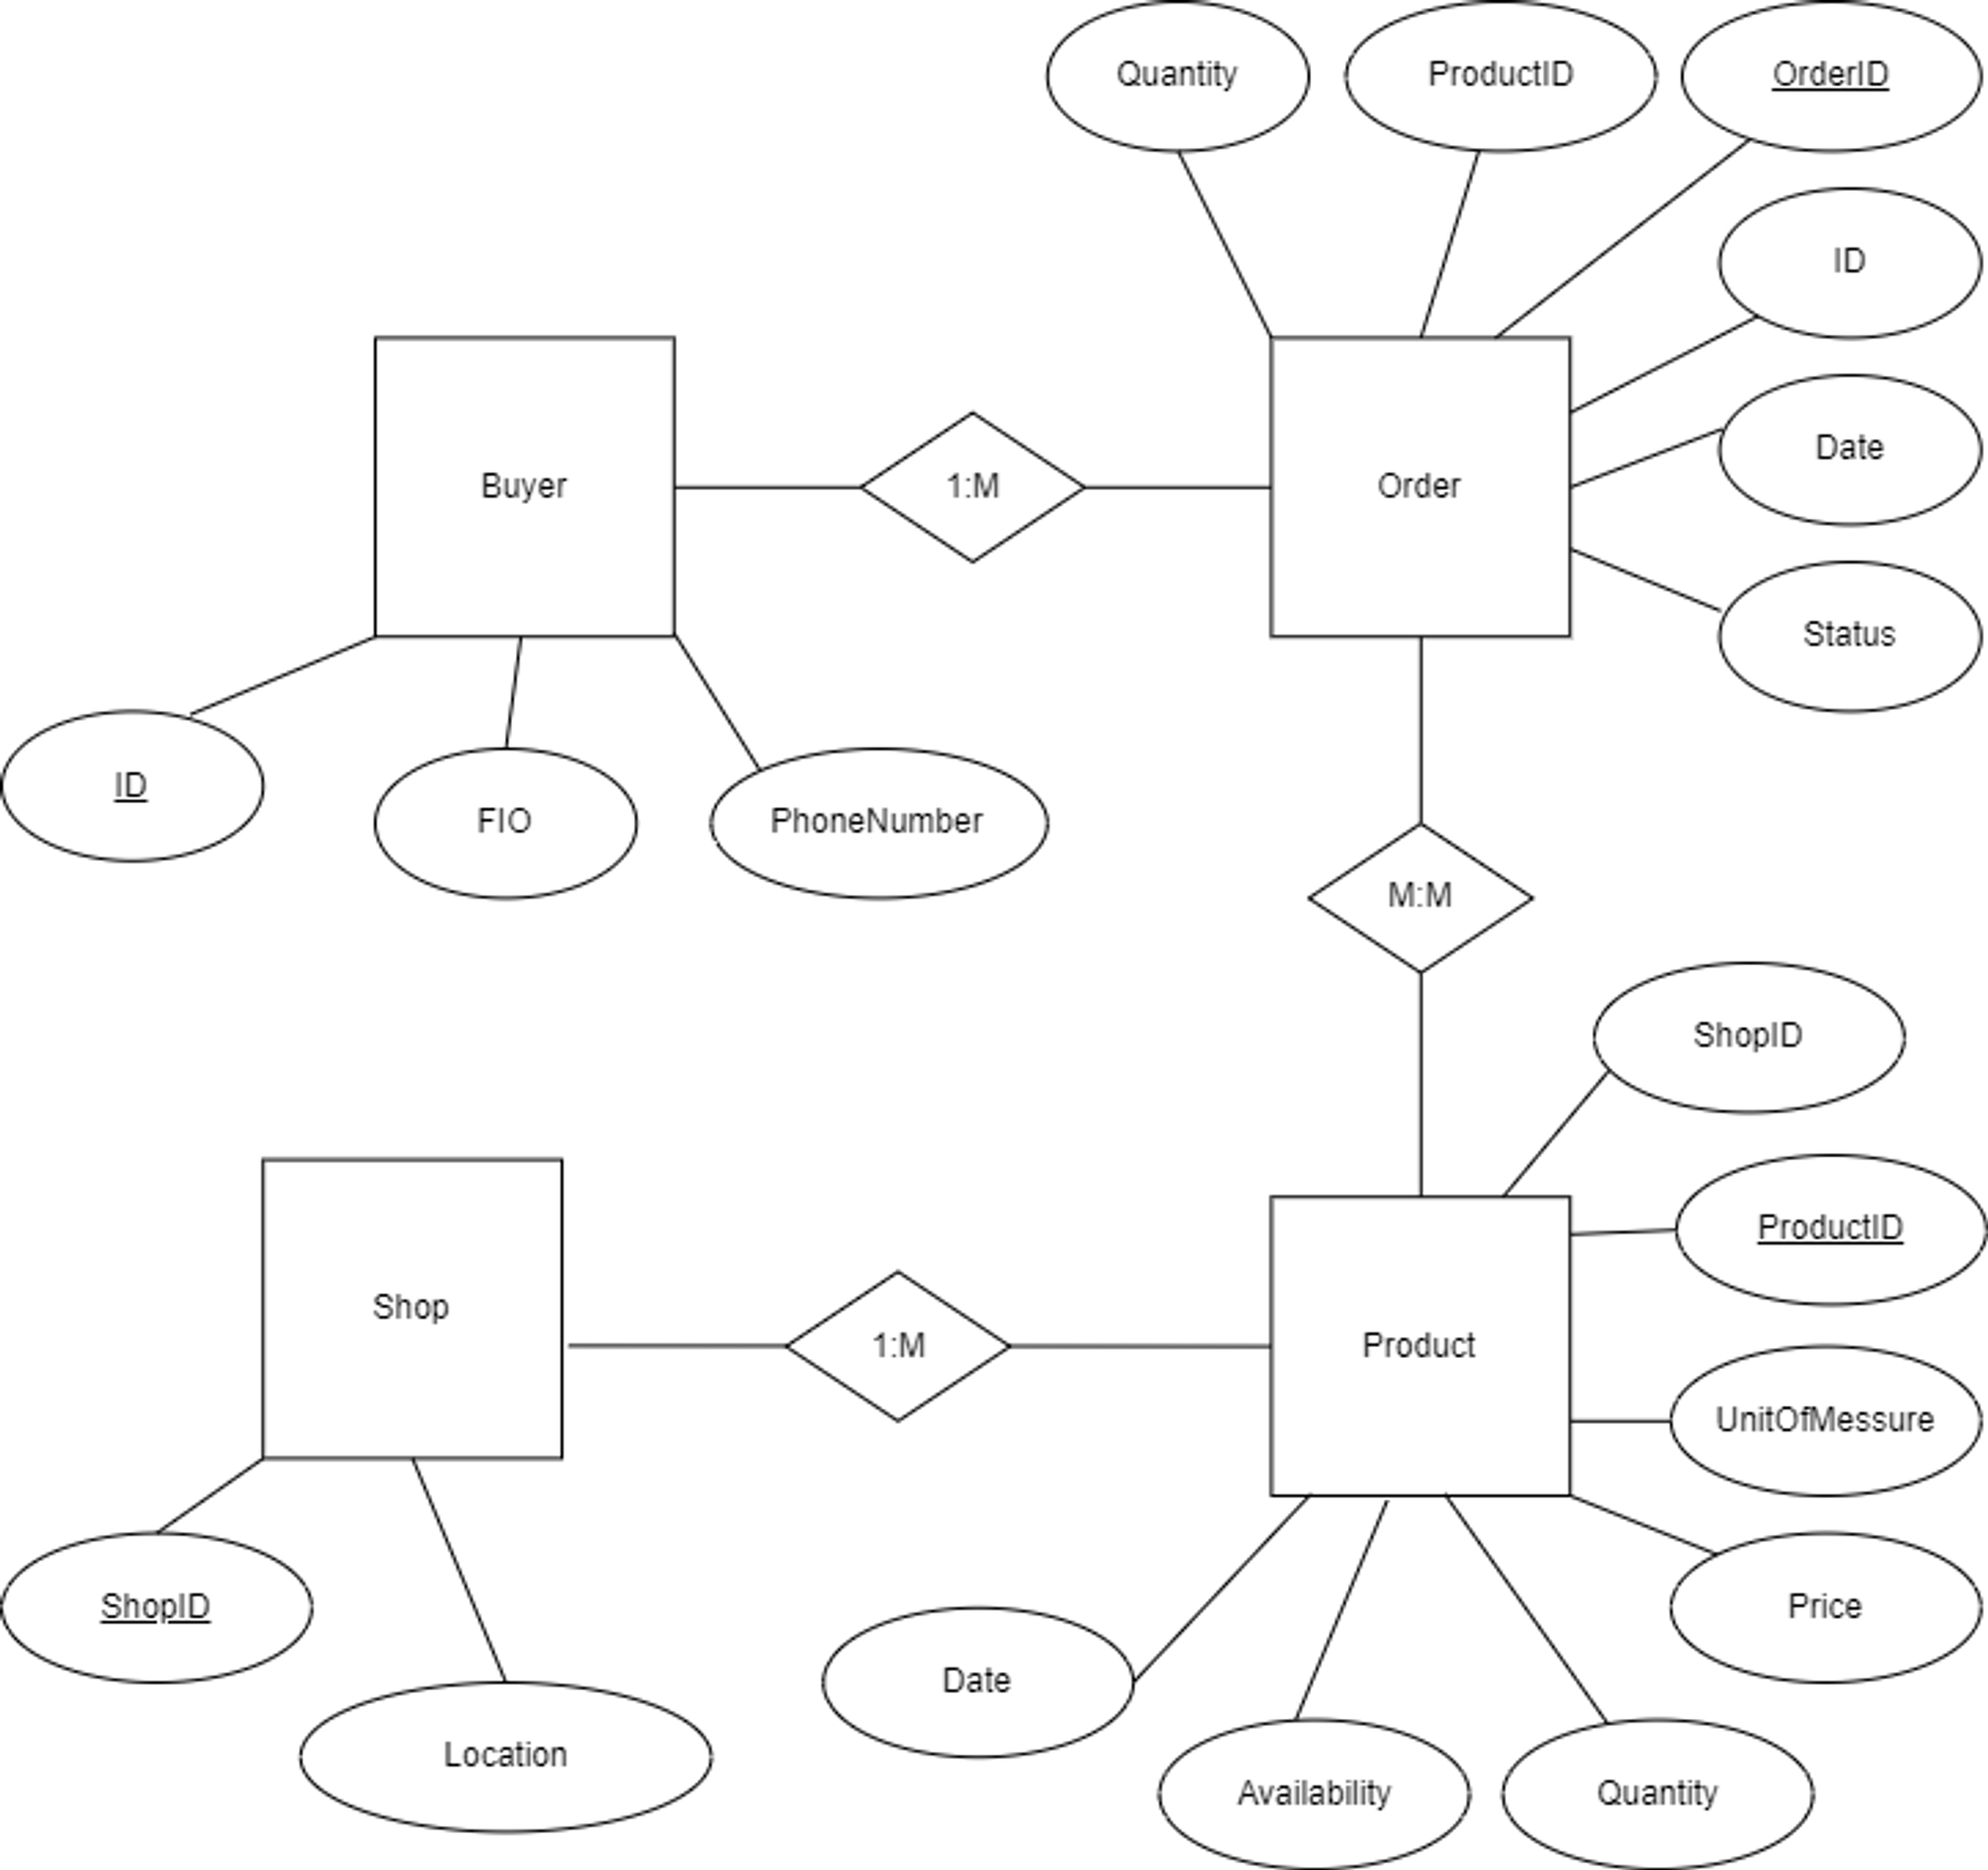 Quantity
ProductID
OrderID
ID
Date
Status
Buyer
1:M
Order
ID
FIO
PhoneNumber
M:M
ShopID
ProductID
UnitOfMessure
Price
Shop
1:M
Product
ShopID
Location
Date
Availability
Quantity